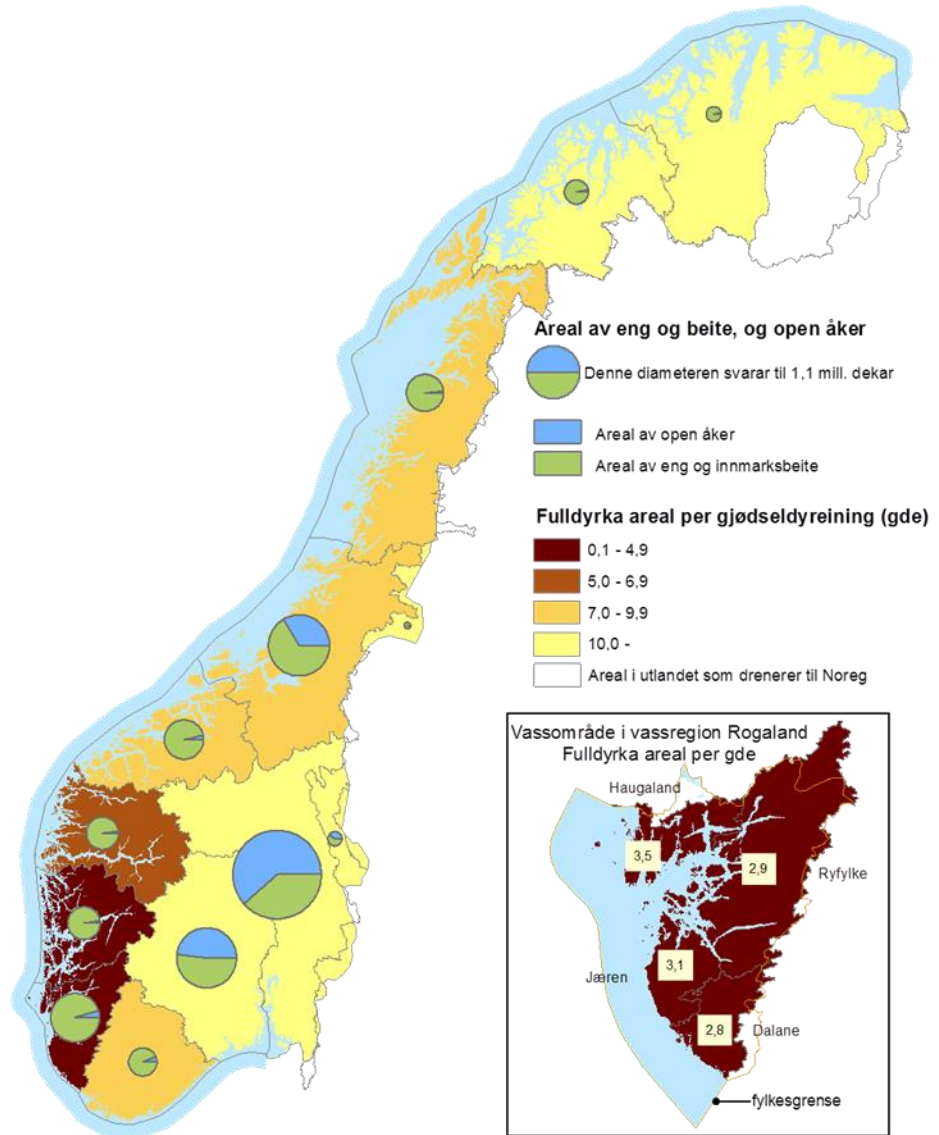 Areal av eng og beite, og open åker
Denne diameteren svarar til 1,1 mill. dekar
Areal av open åker
Areal av eng og innmarksbeite
Fulldyrka areal per gjødseldyreining (gde)
0,1 - 4,9
5,0 - 6,9
7,0 - 9,9
10,0 -
Areal i utlandet som drenerer til Noreg
Vassområde i vassregion Rogaland
Fulldyrka areal per gde
Haugaland
3,5
2,9
Ryfylke
3,1
Jæren
2,8
Dalane
fylkesgrense